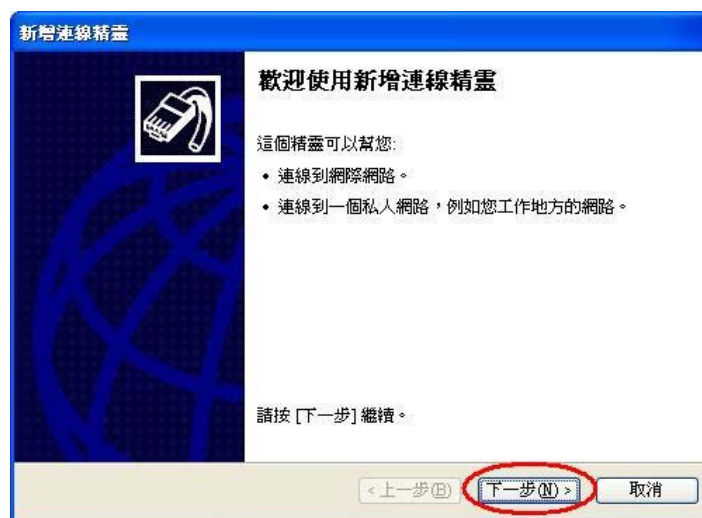 新增連線精靈
歡迎使用新增連線精靈
這個精靈可以幫您:
• 連線到網際網路。
• 連線到一個私人網路，例如您工作地方的網路。
請按 [下一步] 繼續。
<上一步(B) 下一步(N) > 取消